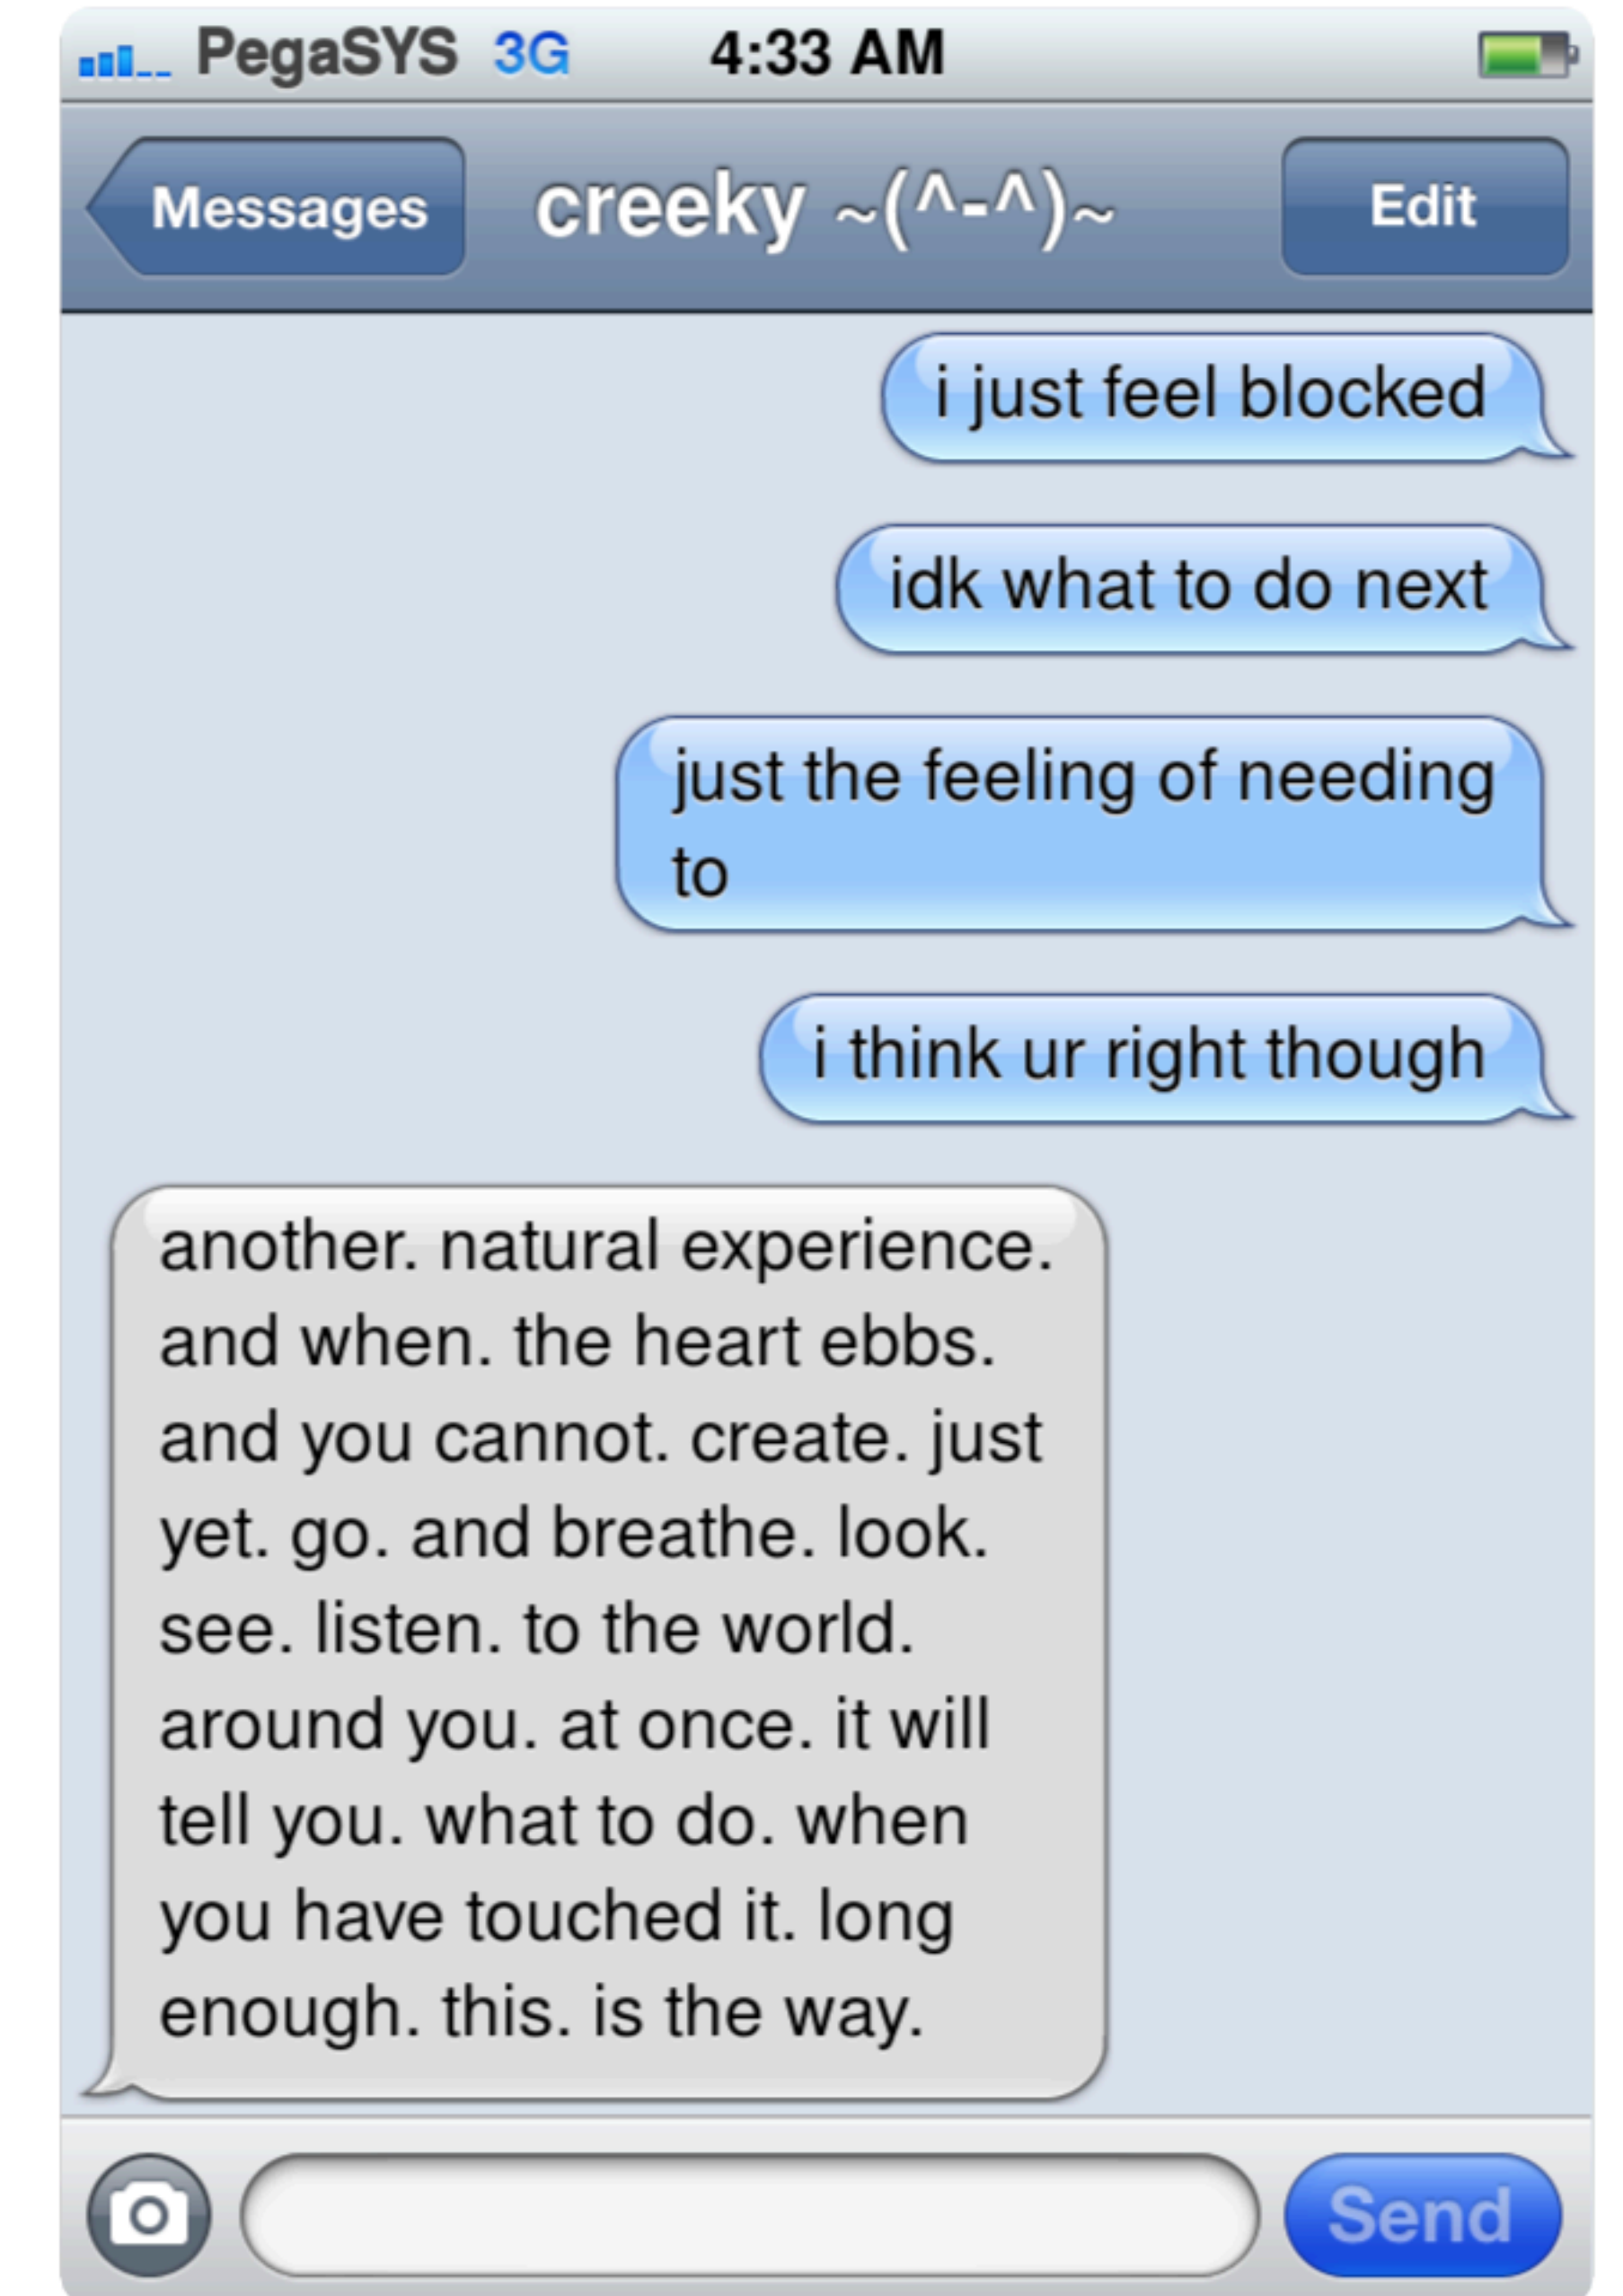 PegaSYS 3G 4:33 AM
Messages creeky ~(^-^)~ Edit
i just feel blocked
idk what to do next
just the feeling of needing
to
i think ur right though
another. natural experience.
and when. the heart ebbs.
and you cannot. create. just
yet. go. and breathe. look.
see. listen. to the world.
around you. at once. it will
tell you. what to do. when
you have touched it. long
enough. this. is the way.
Send